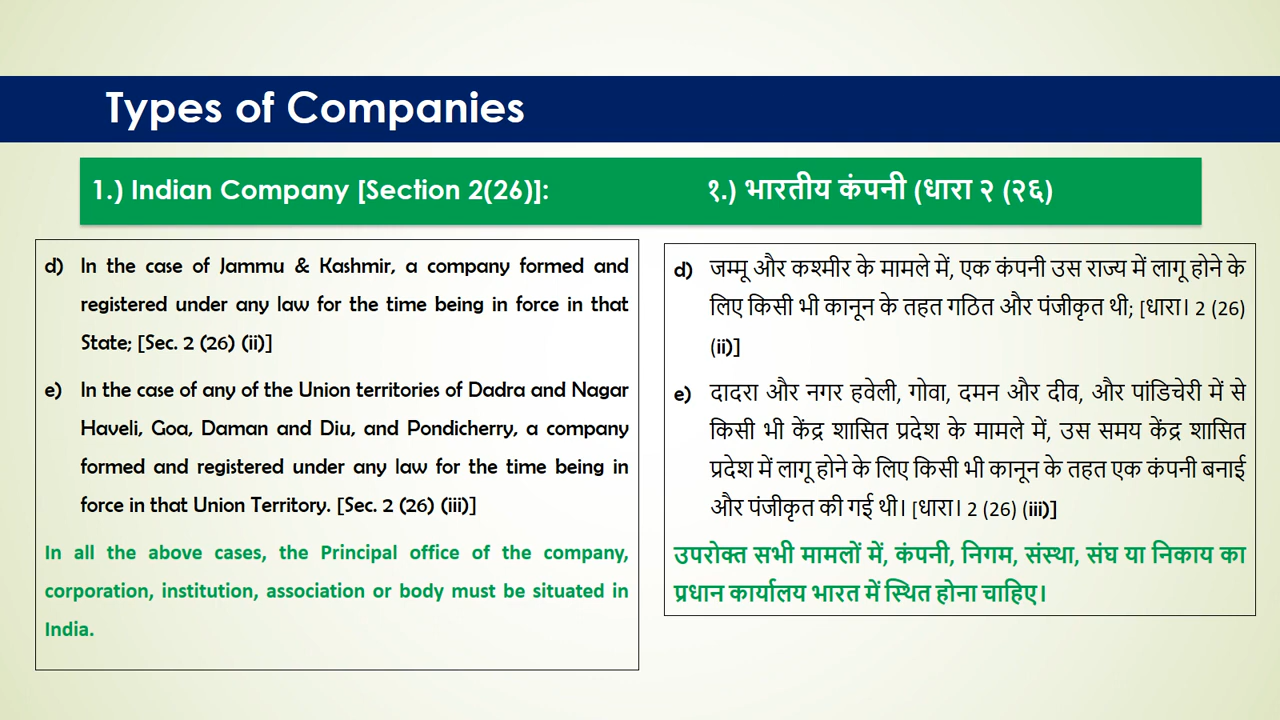 Types of Companies
1.) Indian Company [Section 2(26)]:
१.) भारतीय कंपनी (धारा २ (२६)
d) In the case of Jammu & Kashmir, a company formed and
registered under any law for the time being in force in that
State; [Sec. 2 (26) (ii)]
e) In the case of any of the Union territories of Dadra and Nagar
Haveli, Goa, Daman and Diu, and Pondicherry, a company
formed and registered under any law for the time being in
force in that Union Territory. [Sec. 2 (26) (iii)]
In all the above cases, the Principal office of the company,
corporation, institution, association or body must be situated in
India.
d) जम्मू और कश्मीर के मामले में, एक कंपनी उस राज्य में लागू होने के
लिए किसी भी कानून के तहत गठित और पंजीकृत थी; [धारा। 2 (26)
(ii)]
e) दादरा और नगर हवेली, गोवा, दमन और दीव, और पांडिचेरी में से
किसी भी केंद्र शासित प्रदेश के मामले में, उस समय केंद्र शासित
प्रदेश में लागू होने के लिए किसी भी कानून के तहत एक कंपनी बनाई
और पंजीकृत की गई थी। [धारा। 2 (26) (iii)]
उपरोक्त सभी मामलों में, कंपनी, निगम, संस्था, संघ या निकाय का
प्रधान कार्यालय भारत में स्थित होना चाहिए।